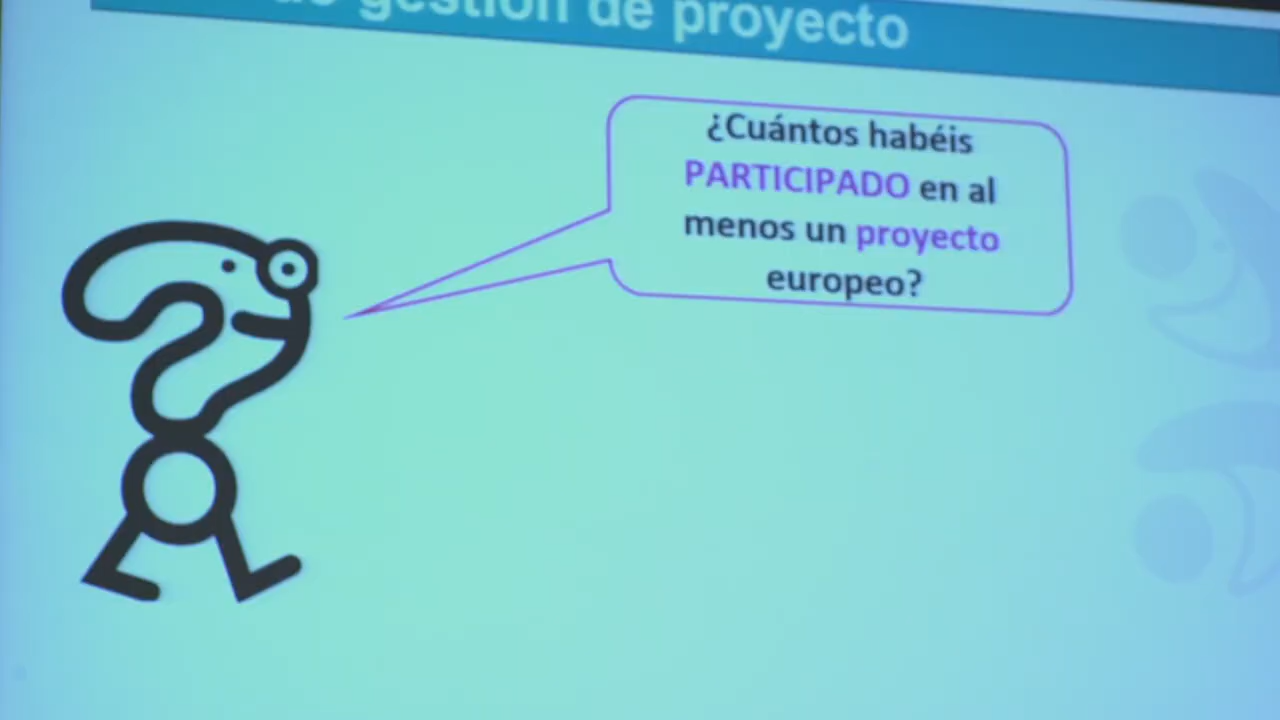 gestión de proyecto
¿Cuántos habéis
PARTICIPADO en al
menos un proyecto
europeo?